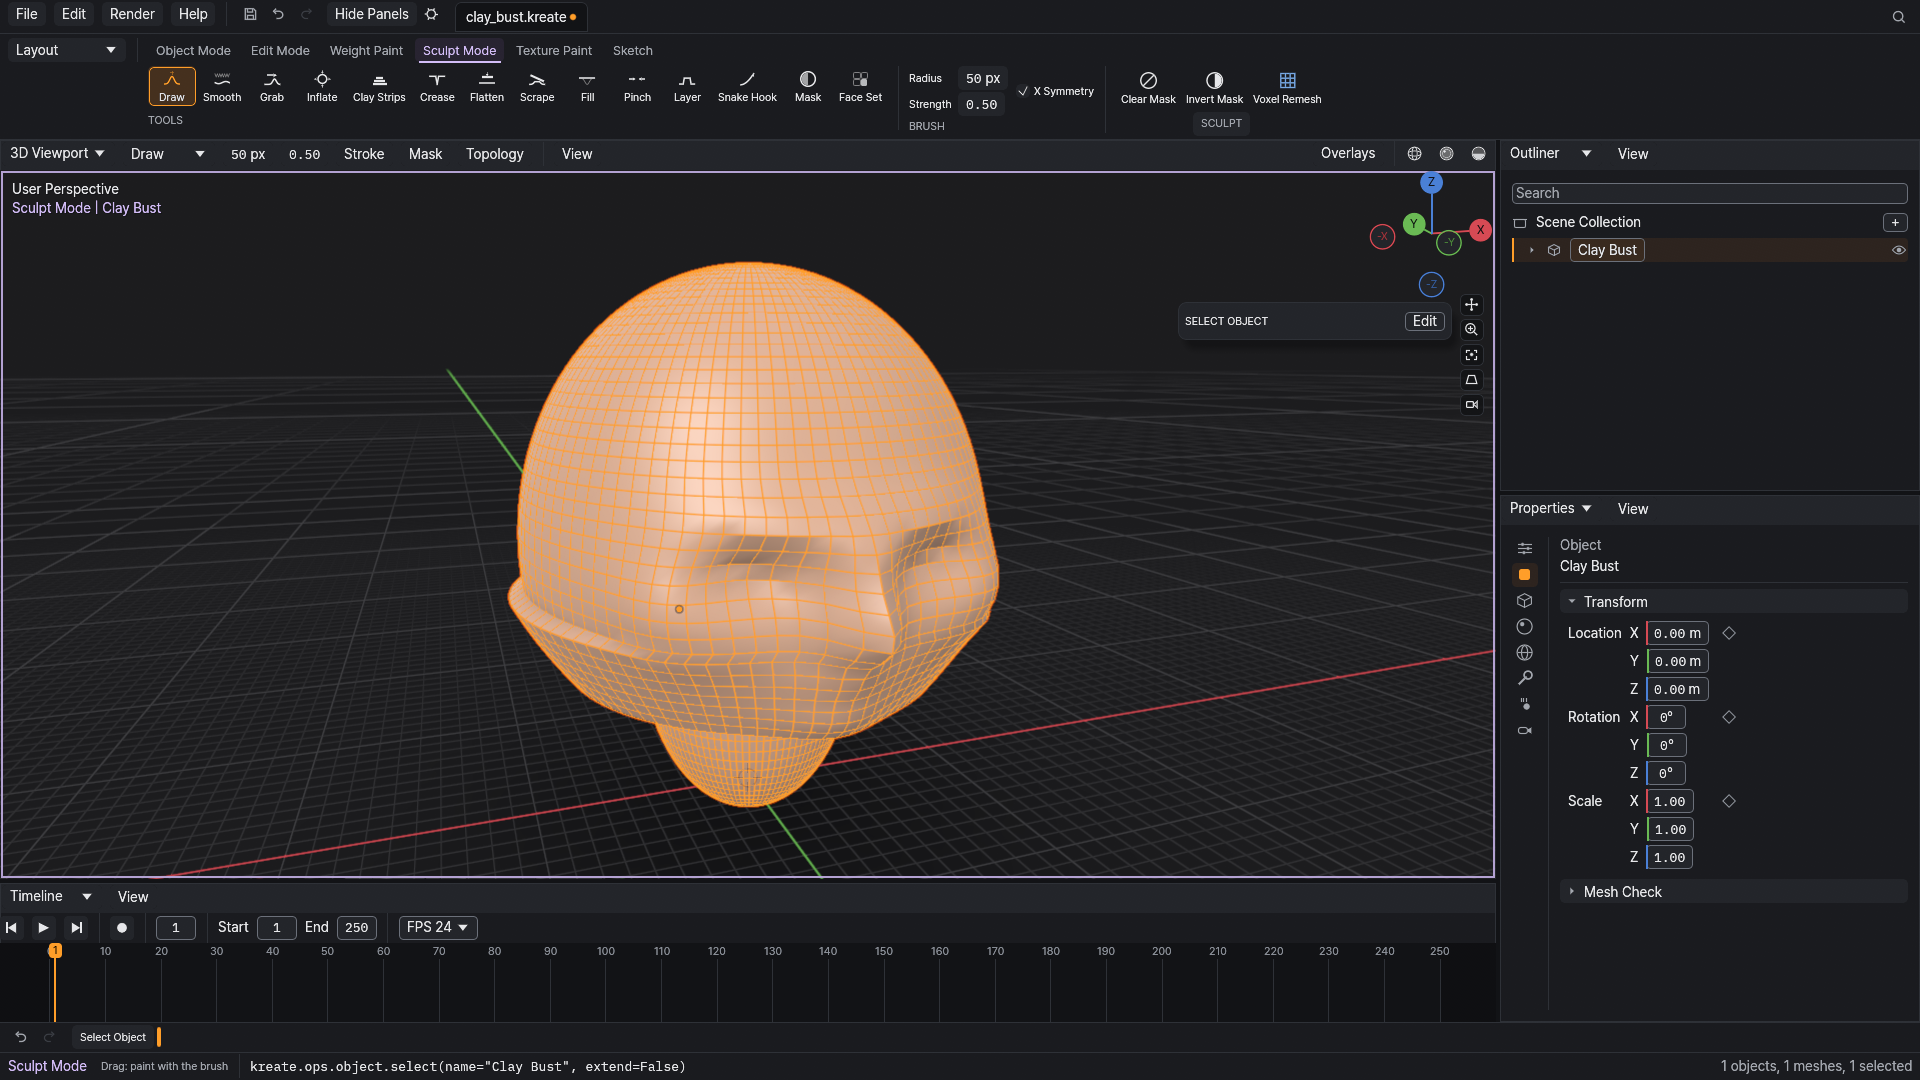 File Edit Render Help Hide Panels clay_bust.kreate
Layout Object Mode Edit Mode Weight Paint Sculpt Mode Texture Paint Sketch
Draw Smooth Grab Inflate Clay Strips Crease Flatten Scrape Fill Pinch Layer Snake Hook Mask Face Set
TOOLS
Radius 50 px
Strength 0.50
X Symmetry
BRUSH
Clear Mask Invert Mask Voxel Remesh
SCULPT
3D Viewport Draw 50 px 0.50 Stroke Mask Topology View Overlays
User Perspective
Sculpt Mode | Clay Bust
Z
Y
X
-X
-Y
-Z
SELECT OBJECT Edit
Outliner View
Search
Scene Collection +
Clay Bust
Properties View
Object
Clay Bust
Transform
Location X 0.00 m
Y 0.00 m
Z 0.00 m
Rotation X 0°
Y 0°
Z 0°
Scale X 1.00
Y 1.00
Z 1.00
Mesh Check
Timeline View
1 Start 1 End 250 FPS 24
1 10 20 30 40 50 60 70 80 90 100 110 120 130 140 150 160 170 180 190 200 210 220 230 240 250
Select Object
Sculpt Mode Drag: paint with the brush kreate.ops.object.select(name="Clay Bust", extend=False) 1 objects, 1 meshes, 1 selected